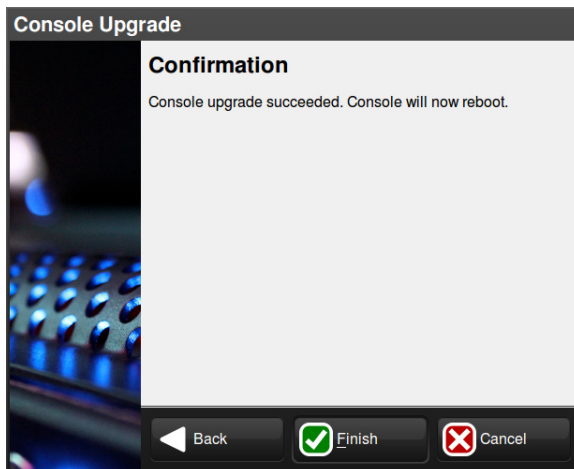 Console Upgrade
Confirmation
Console upgrade succeeded. Console will now reboot.
Back
Finish
Cancel